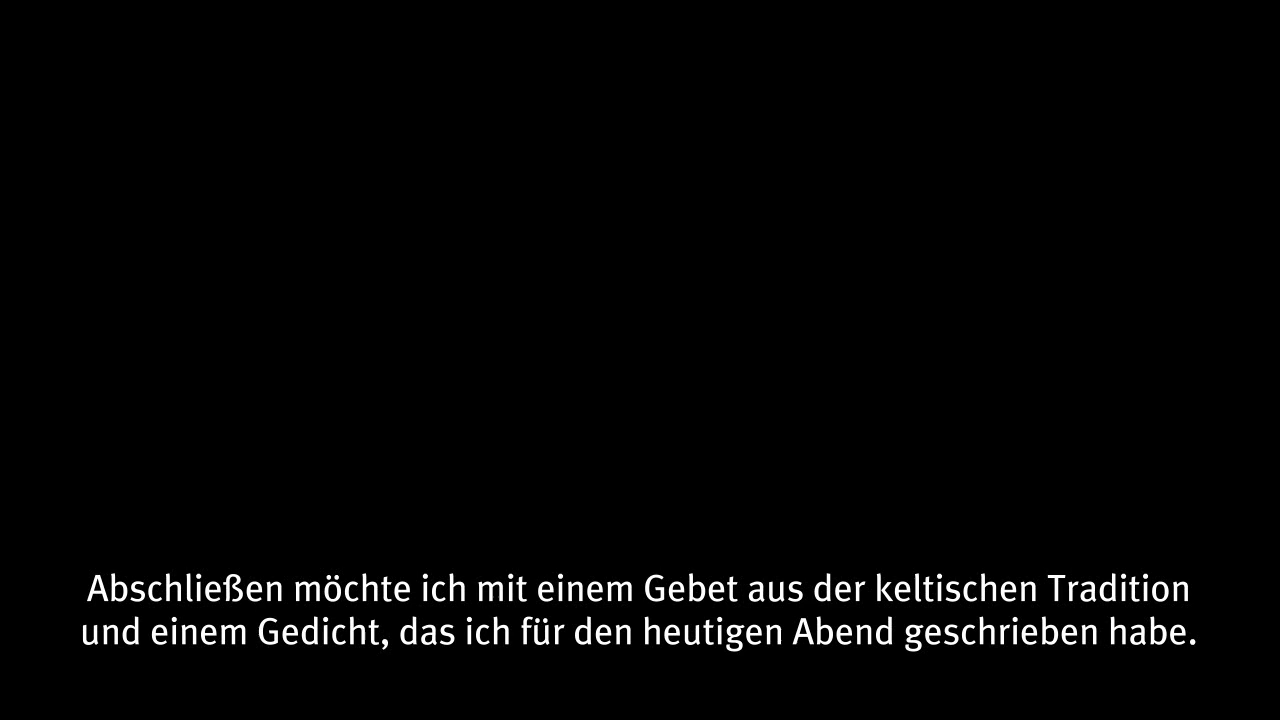 Abschließen möchte ich mit einem Gebet aus der keltischen Tradition
und einem Gedicht, das ich für den heutigen Abend geschrieben habe.